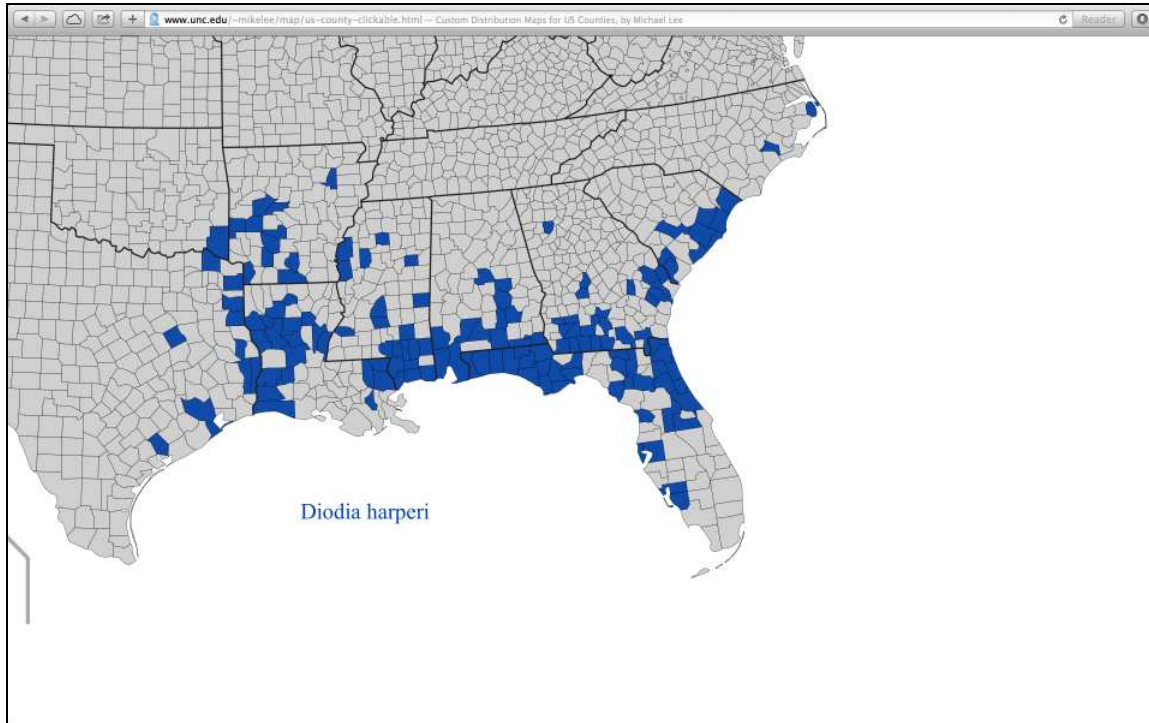 www.unc.edu/~mikelee/map/us-county-clickable.html — Custom Distribution Maps for US Counties, by Michael Lee
Reader
Diodia harperi